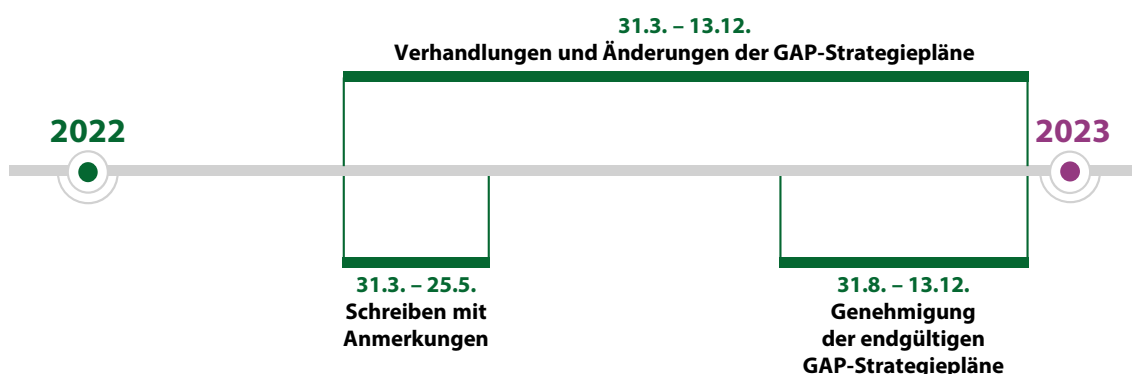 31.3. – 13.12.
Verhandlungen und Änderungen der GAP-Strategiepläne
2022
2023
31.3. – 25.5.
Schreiben mit
Anmerkungen
31.8. – 13.12.
Genehmigung
der endgültigen
GAP-Strategiepläne